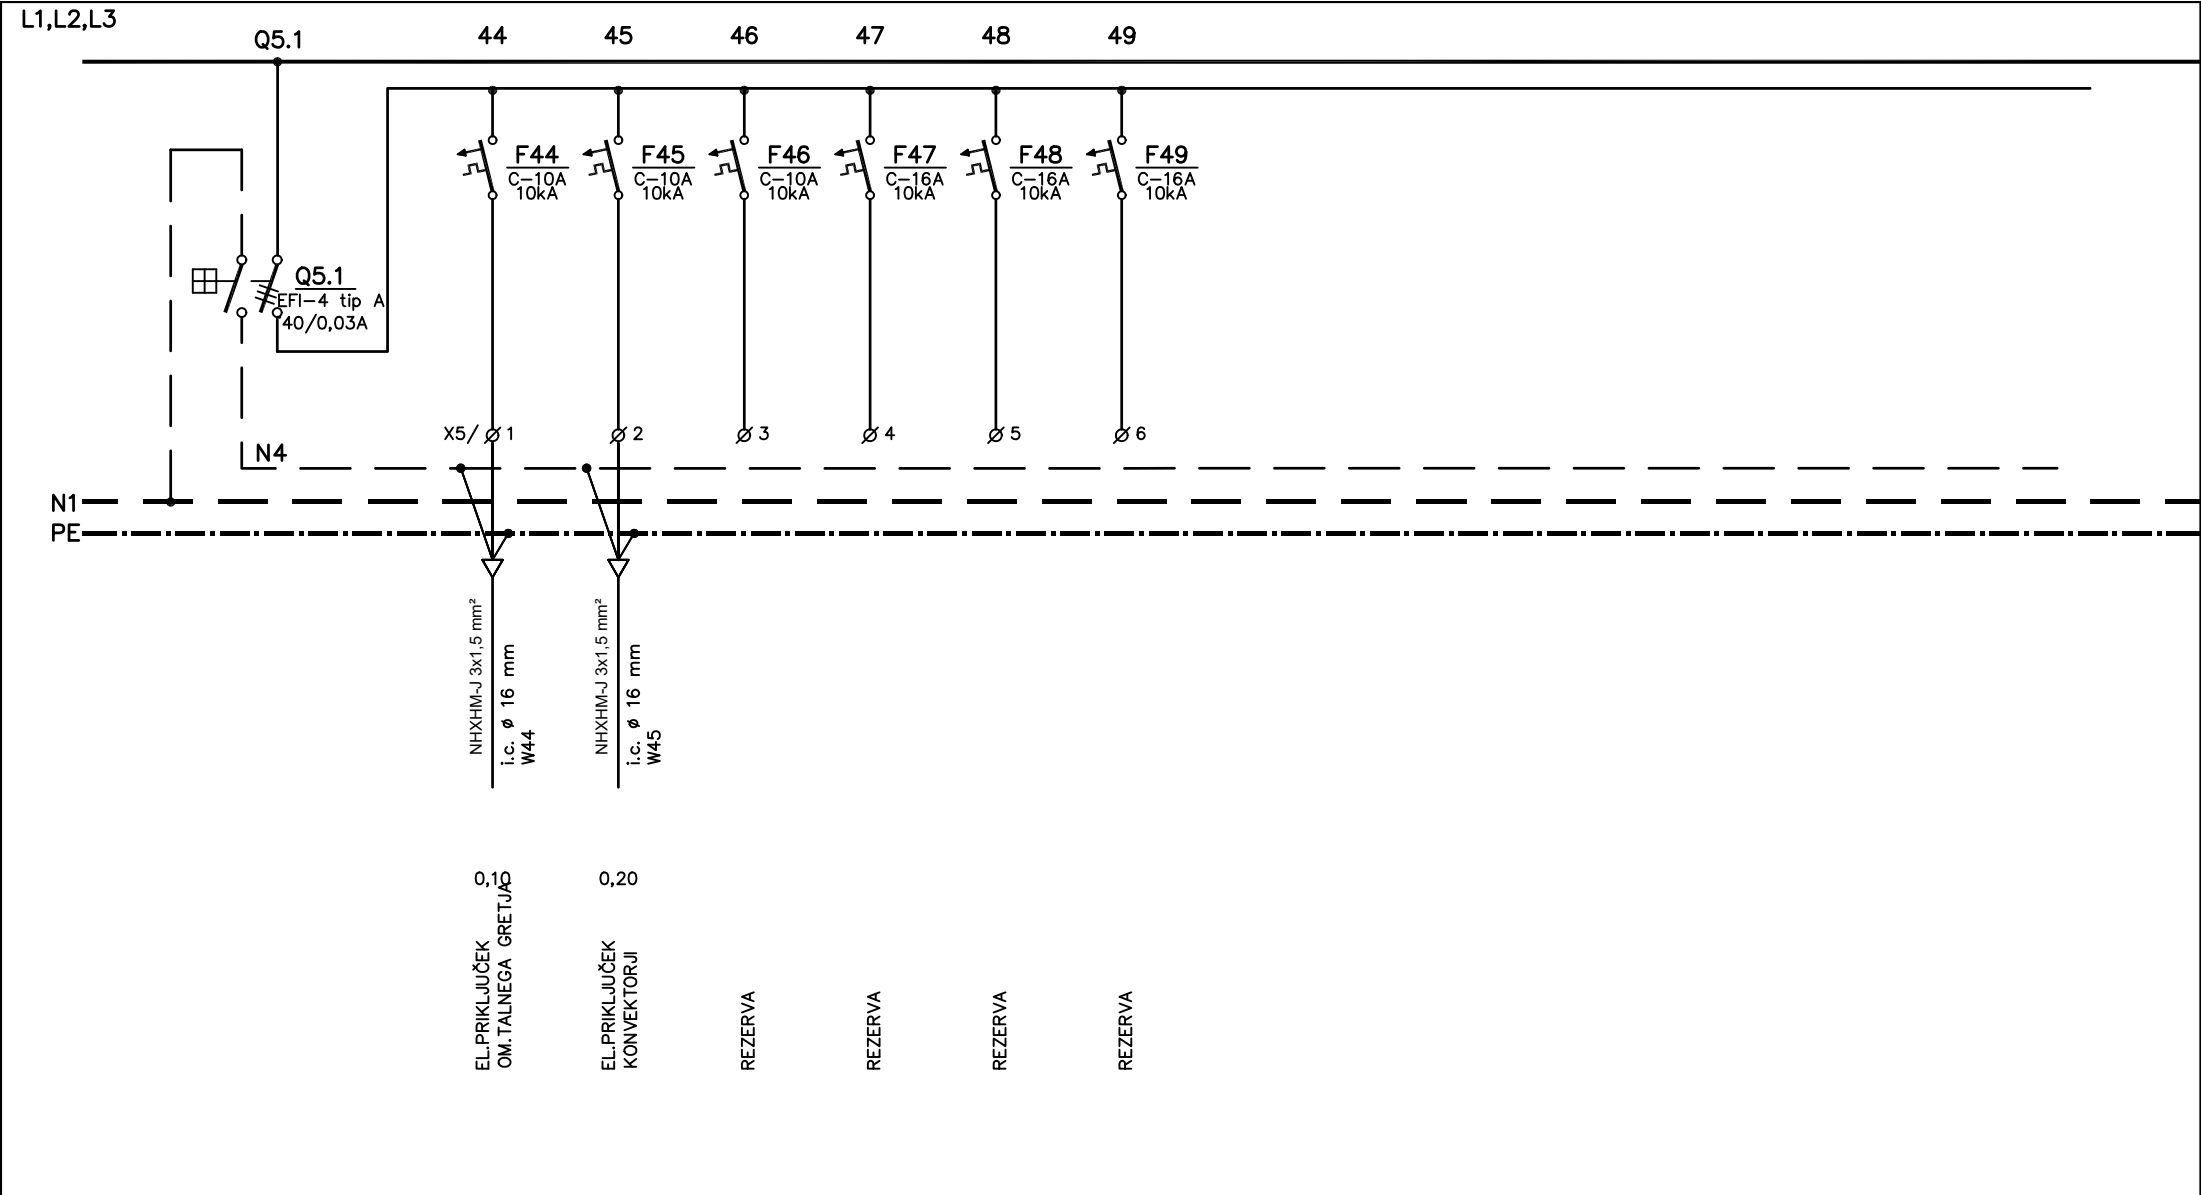 L1,L2,L3
Q5.1
44
45
46
47
48
49
F44
C-10A
10kA
F45
C-10A
10kA
F46
C-10A
10kA
F47
C-16A
10kA
F48
C-16A
10kA
F49
C-16A
10kA
Q5.1
EFI-4 tip A
40/0,03A
X5/
1
2
3
4
5
6
N4
N1
PE
NHXHM-J 3x1,5 mm²
i.c. ø 16 mm
W44
NHXHM-J 3x1,5 mm²
i.c. ø 16 mm
W45
0,10
0,20
EL.PRIKLJUČEK
OM.TALNEGA GRETJA
EL.PRIKLJUČEK
KONVEKTORJI
REZERVA
REZERVA
REZERVA
REZERVA